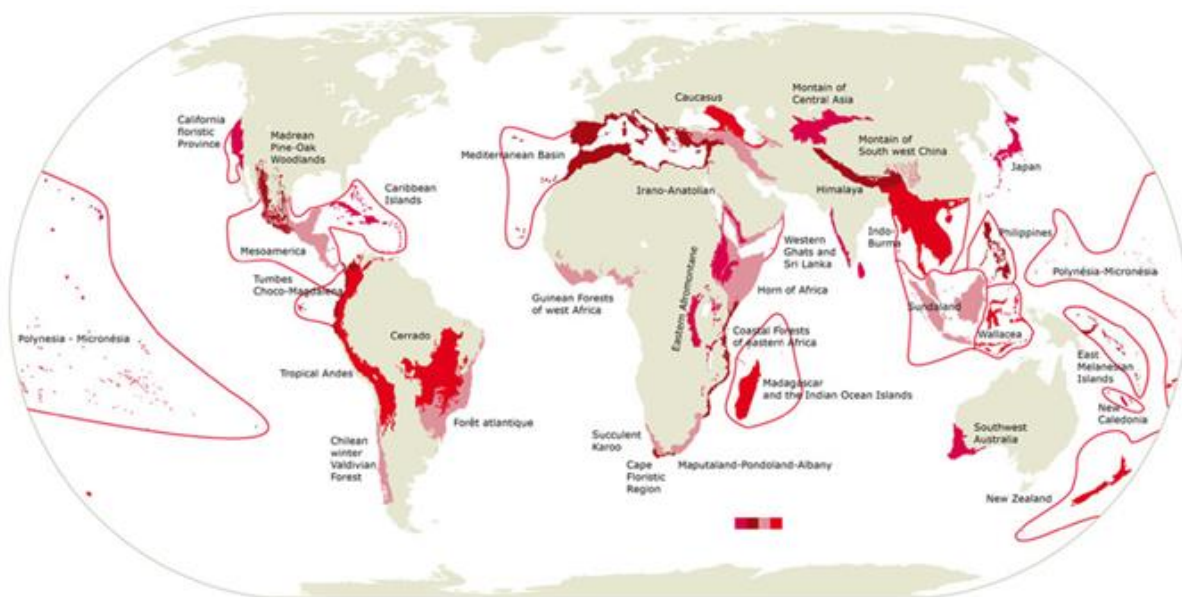 California
floristic
Province
Madrean
Pine-Oak
Woodlands
Caribbean
Islands
Mesoamerica
Tumbes
Choco-Magdalena
Polynesia - Micronésia
Cerrado
Tropical Andes
Forêt atlantique
Chilean
winter
Valdivian
Forest
Mediterranean Basin
Caucasus
Irano-Anatolian
Montain of
Central Asia
Montain of
South west China
Himalaya
Japan
Indo-
Burma
Philippines
Western
Ghats and
Sri Lanka
Polynésia-Micronésia
Guinean Forests
of west Africa
Eastern Afromontane
Horn of Africa
Sundaland
Wallacea
Coastal Forests
of eastern Africa
Madagascar
and the Indian Ocean Islands
East
Melanesian
Islands
New
Caledonia
Succulent
Karoo
Cape
Floristic
Region
Maputaland-Pondoland-Albany
Southwest
Australia
New Zealand